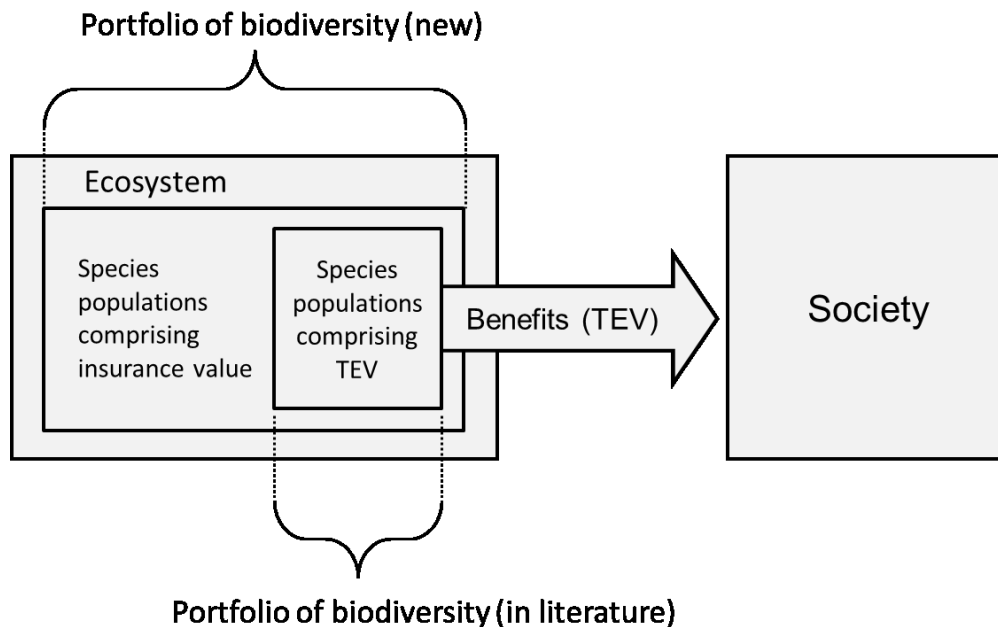 Portfolio of biodiversity (new)
Ecosystem
Species
populations
comprising
insurance value
Species
populations
comprising
TEV
Benefits (TEV)
Society
Portfolio of biodiversity (in literature)